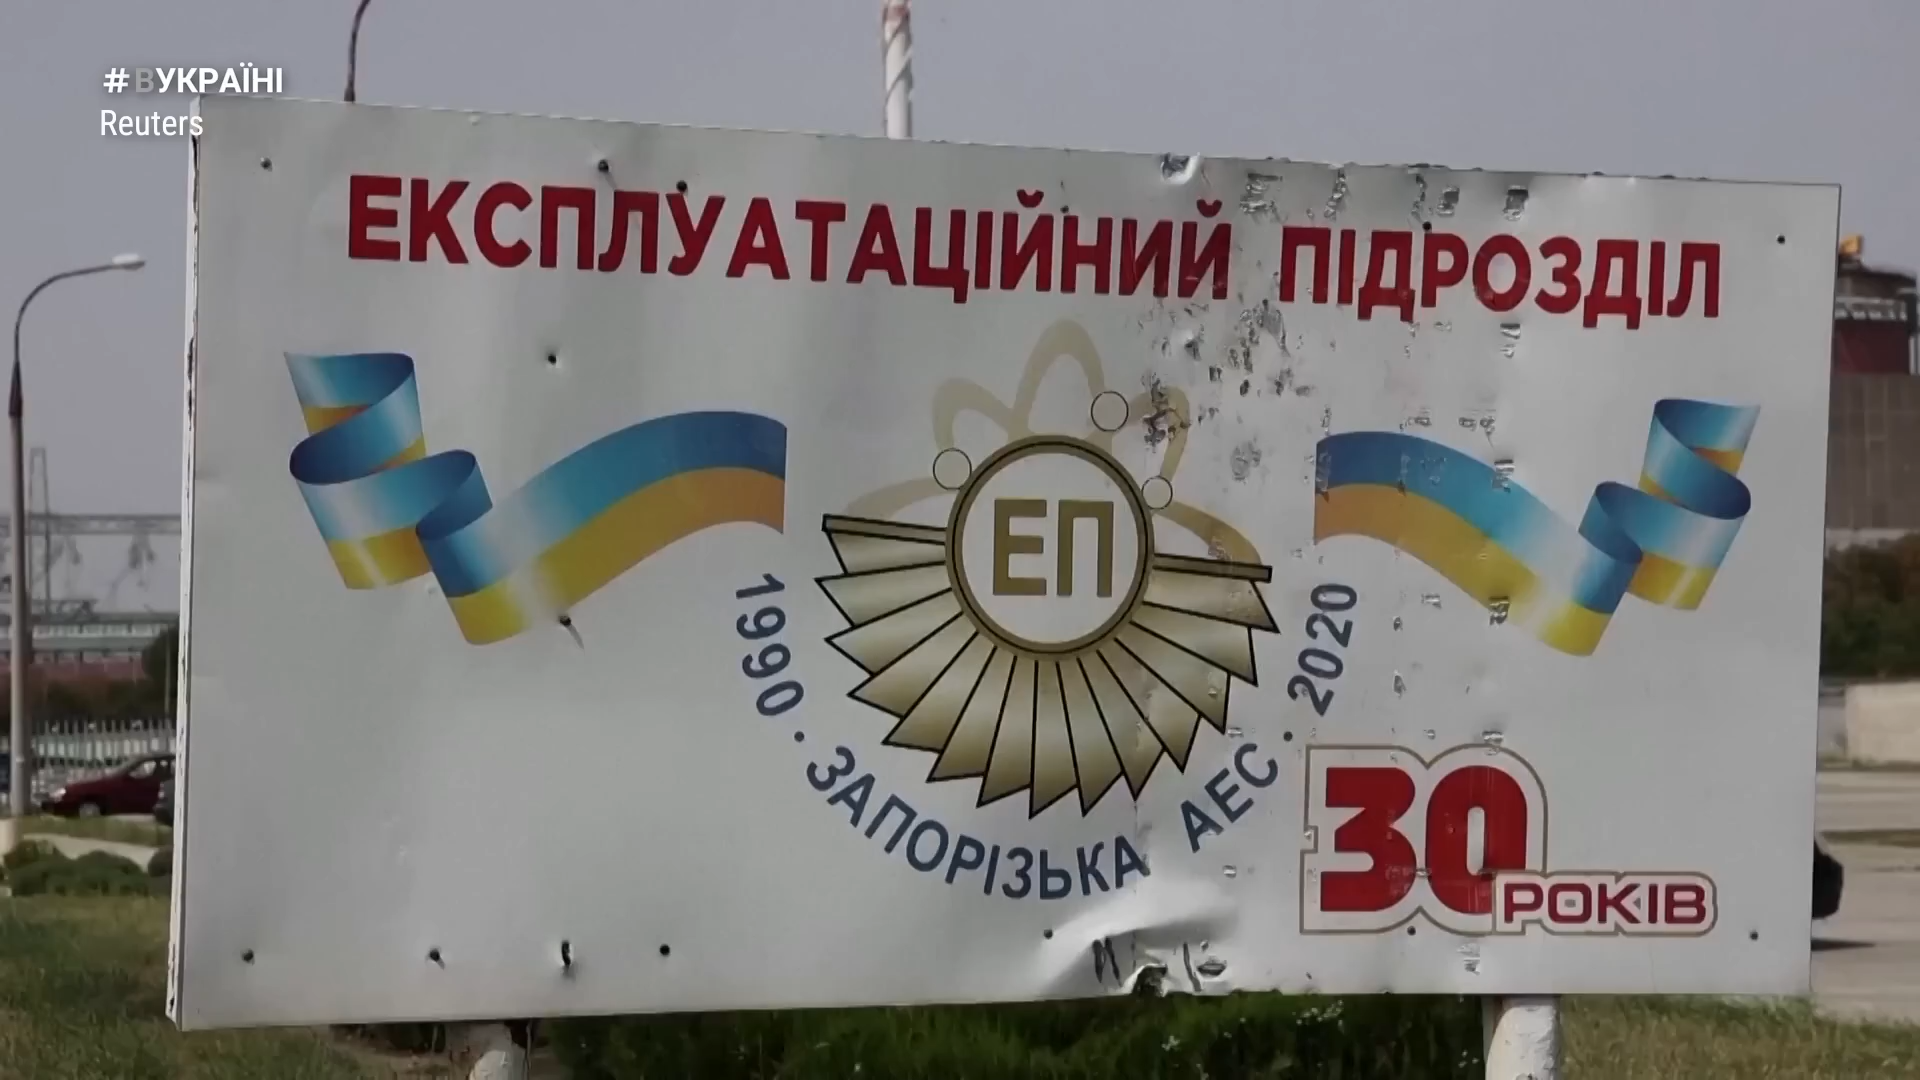 #ВУКРАЇНІ
Reuters
ЕКСПЛУАТАЦІЙНИЙ ПІДРОЗДІЛ
ЕП
1990 · ЗАПОРІЗЬКА АЕС · 2020
30
РОКІВ